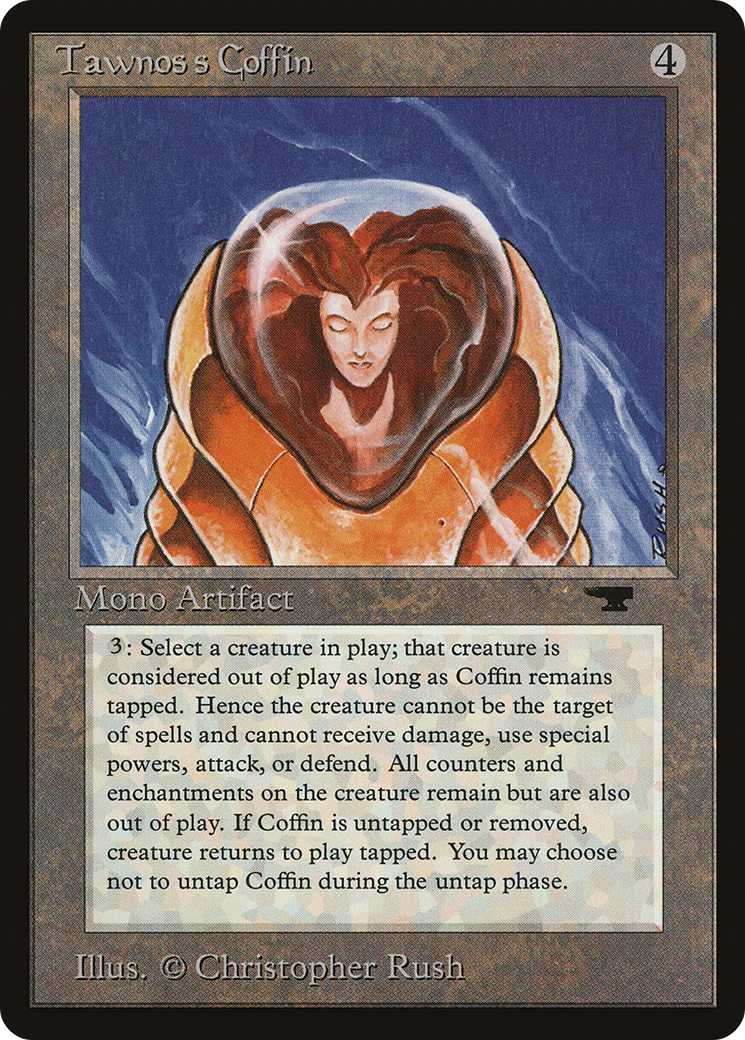 Tawnos s Coffin
4
RUSH
Mono Artifact
3: Select a creature in play; that creature is
considered out of play as long as Coffin remains
tapped. Hence the creature cannot be the target
of spells and cannot receive damage, use special
powers, attack, or defend. All counters and
enchantments on the creature remain but are also
out of play. If Coffin is untapped or removed,
creature returns to play tapped. You may choose
not to untap Coffin during the untap phase.
Illus. © Christopher Rush